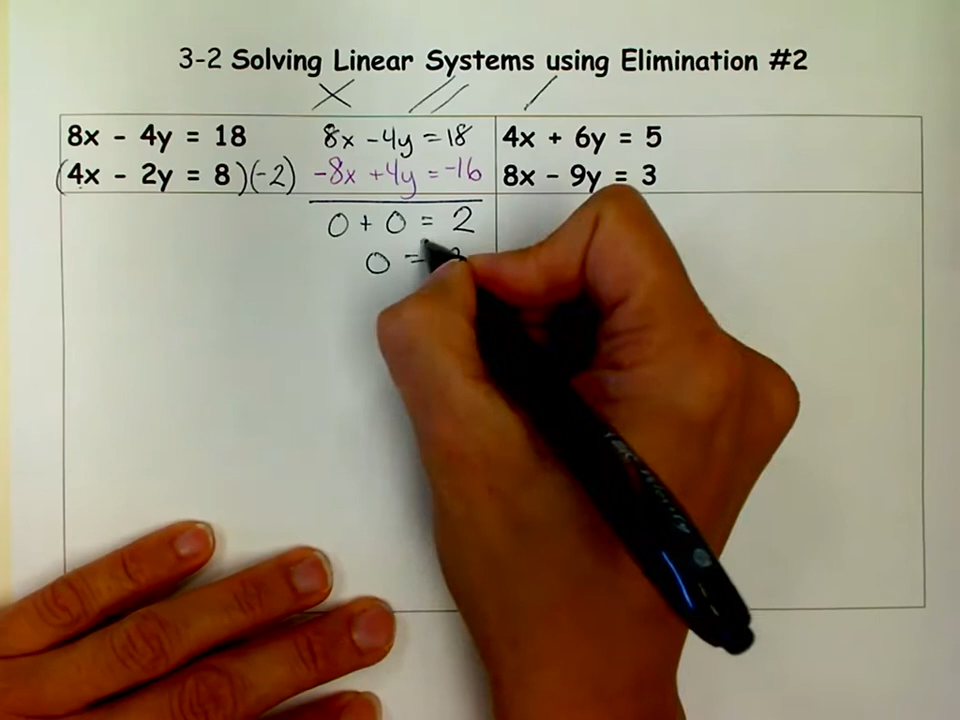 3-2 Solving Linear Systems using Elimination #2
8x - 4y = 18
(4x - 2y = 8)(-2)
8x - 4y = 18
-8x + 4y = -16
0 + 0 = 2
0 =
4x + 6y = 5
8x - 9y = 3